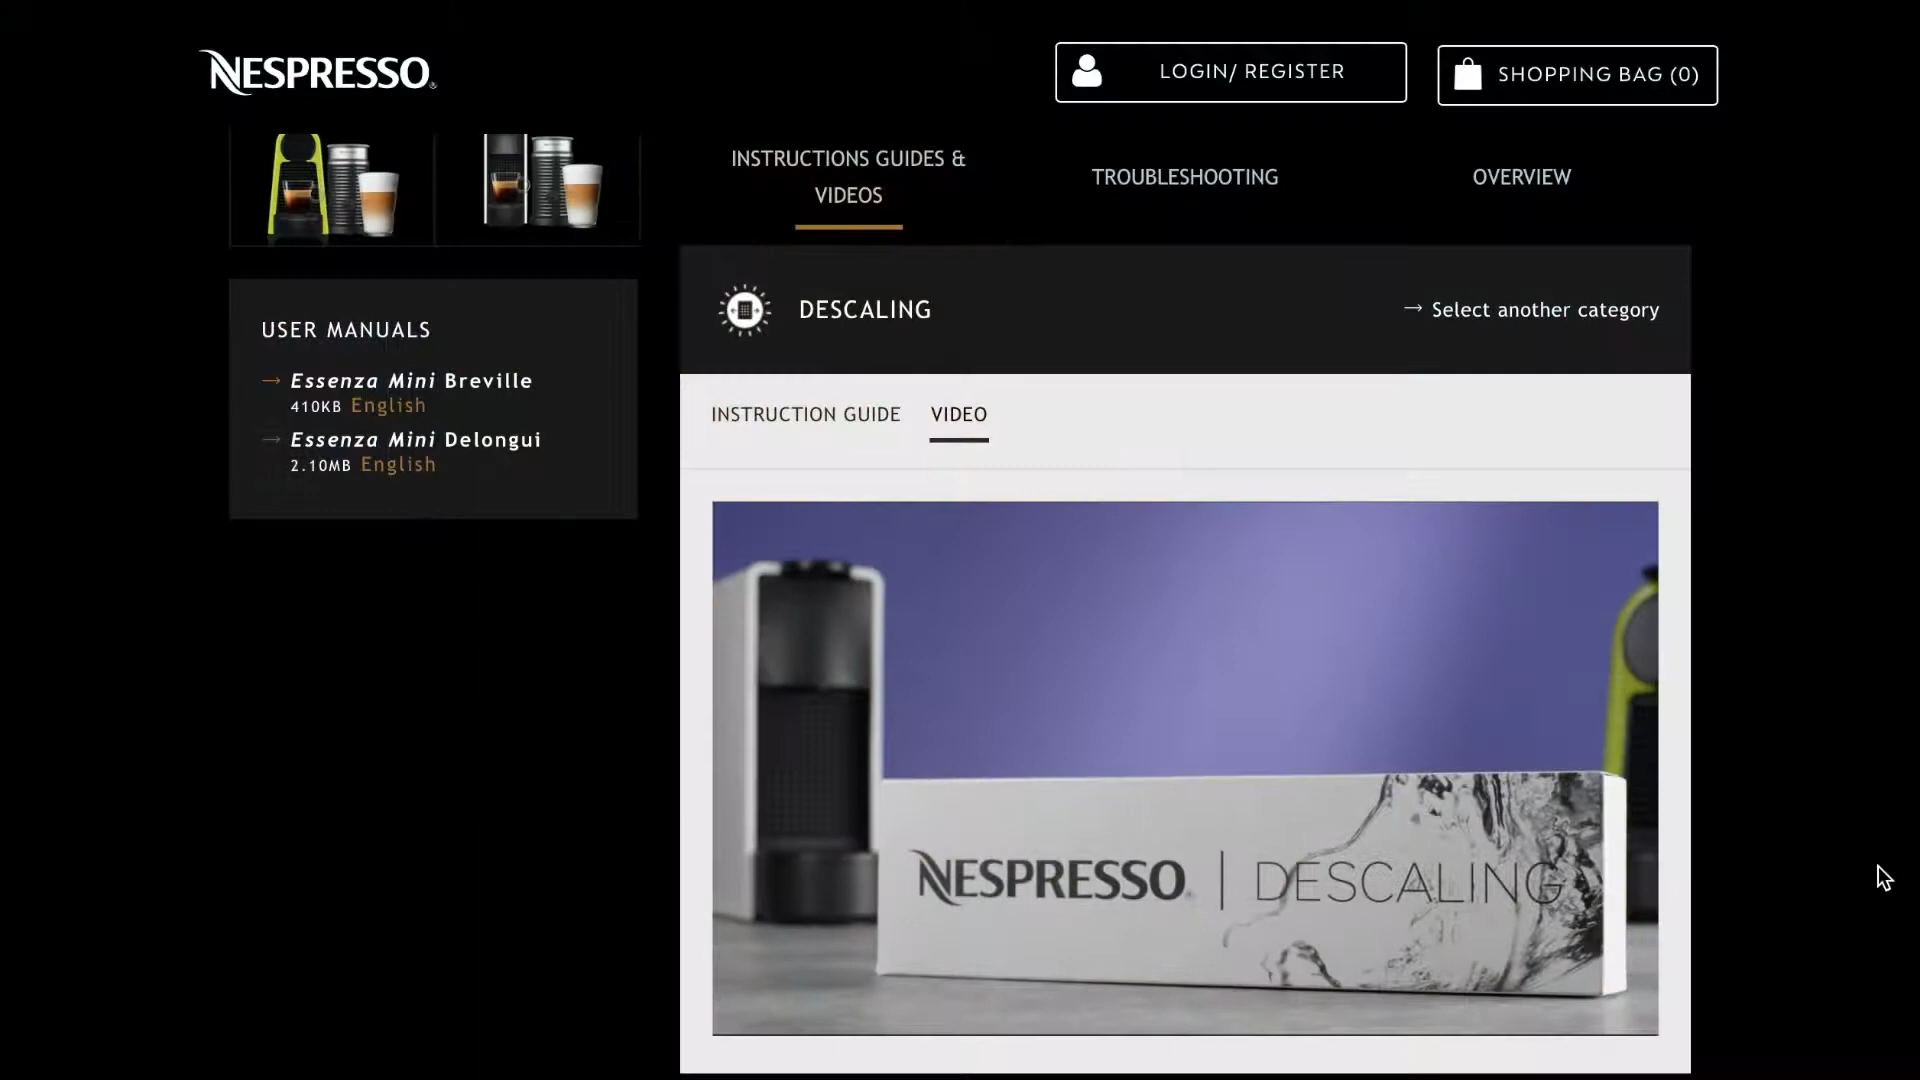 NESPRESSO
LOGIN/ REGISTER
SHOPPING BAG (0)
INSTRUCTIONS GUIDES &
VIDEOS
TROUBLESHOOTING
OVERVIEW
DESCALING
→ Select another category
USER MANUALS
→ Essenza Mini Breville
410KB English
→ Essenza Mini Delongui
2.10MB English
INSTRUCTION GUIDE
VIDEO
NESPRESSO | DESCALING